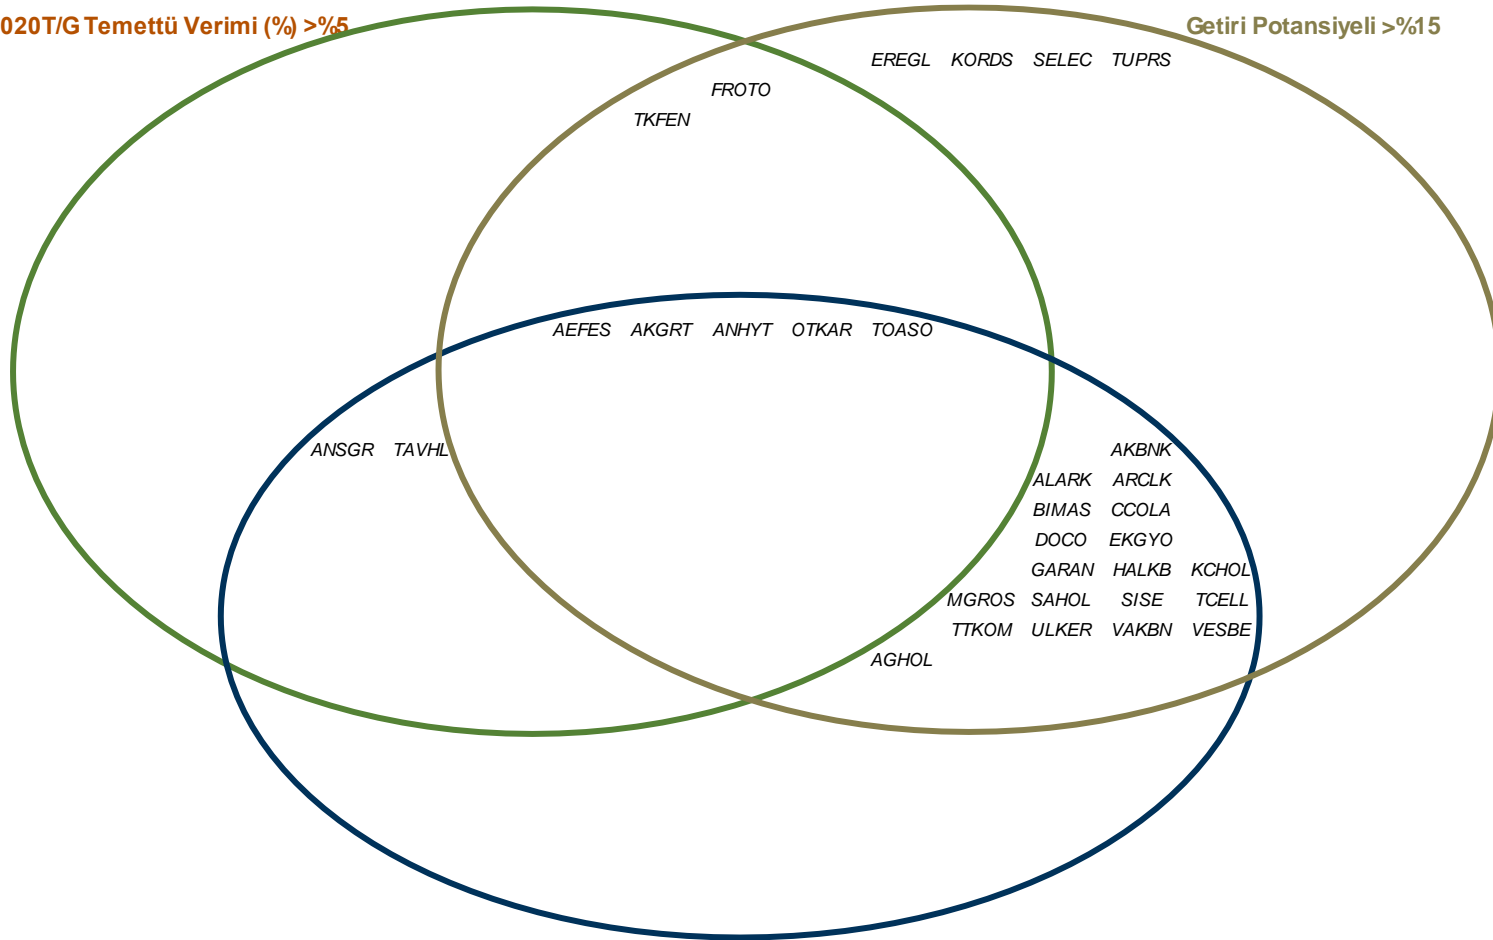 020T/G Temettü Verimi (%) >%5
Getiri Potansiyeli >%15
EREGL KORDS SELEC TUPRS
FROTO
TKFEN
AEFES AKGRT ANHYT OTKAR TOASO
ANSGR TAVHL
AKBNK
ALARK ARCLK
BIMAS CCOLA
DOCO EKGYO
GARAN HALKB KCHOL
MGROS SAHOL SISE TCELL
TTKOM ULKER VAKBN VESBE
AGHOL